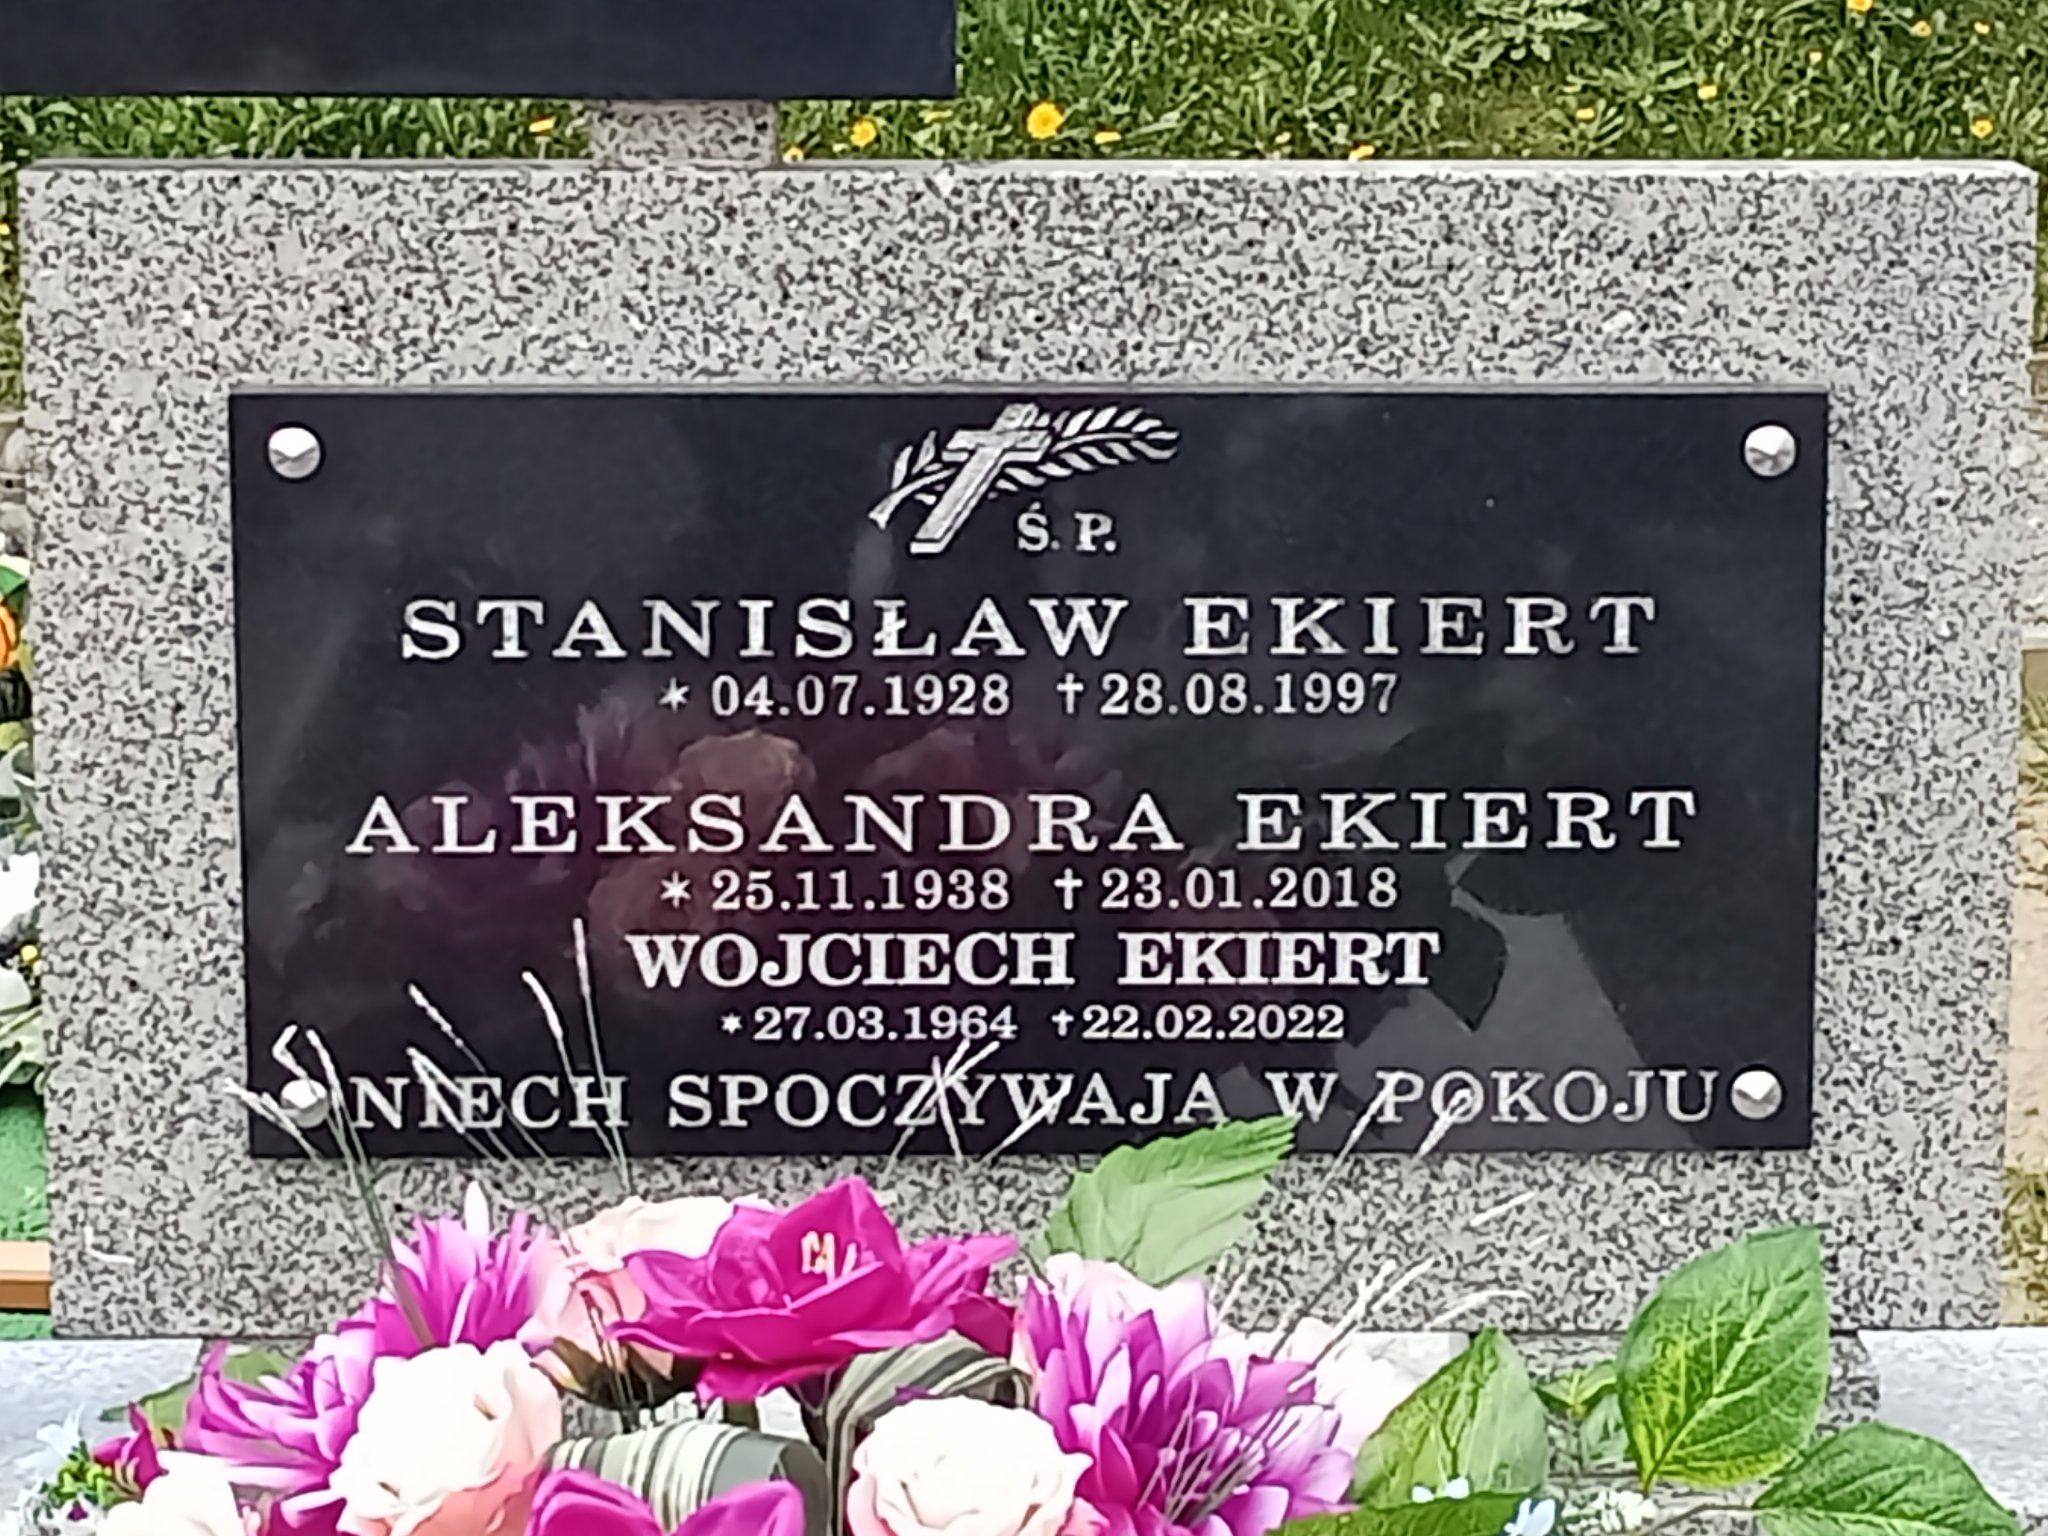 Ś. P.
STANISŁAW EKIERT
* 04.07.1928 † 28.08.1997
ALEKSANDRA EKIERT
* 25.11.1938 † 23.01.2018
WOJCIECH EKIERT
* 27.03.1964 † 22.02.2022
NIECH SPOCZYWAJA W POKOJU